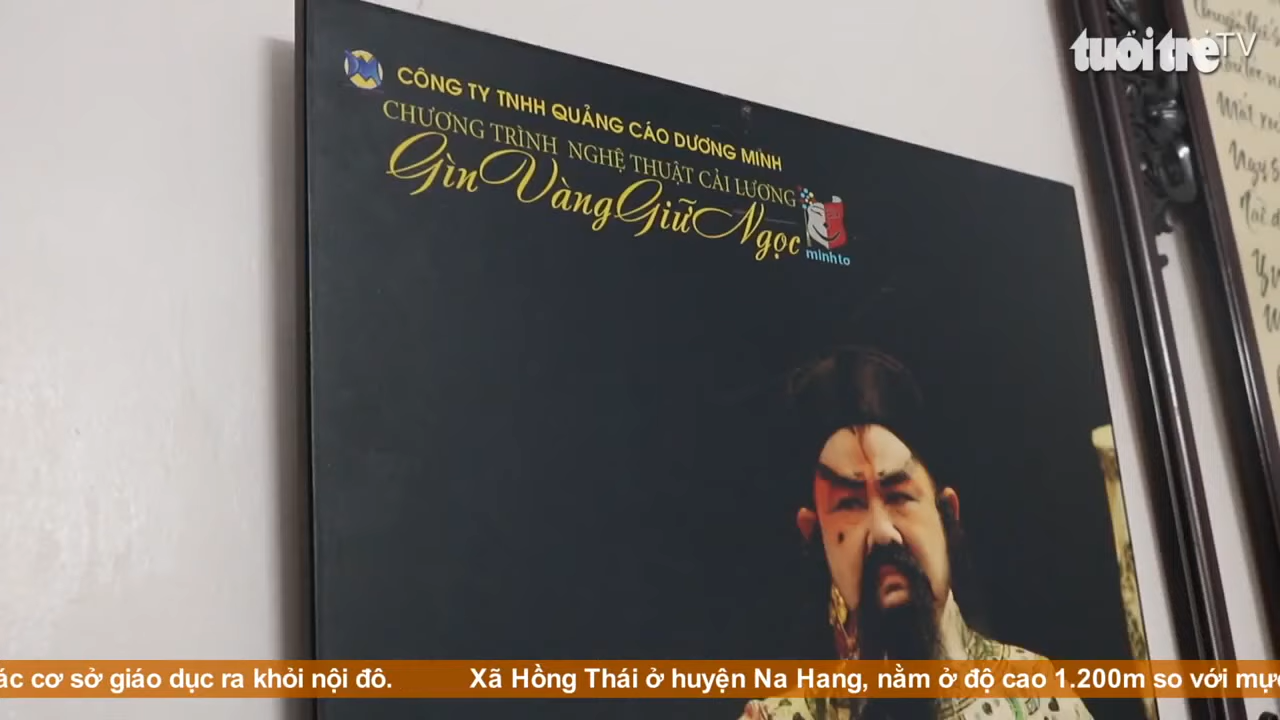 tuổi trẻ TV
CÔNG TY TNHH QUẢNG CÁO DƯƠNG MINH
CHƯƠNG TRÌNH NGHỆ THUẬT CẢI LƯƠNG
Gìn Vàng Giữ Ngọc
minh to
ác cơ sở giáo dục ra khỏi nội đô. Xã Hồng Thái ở huyện Na Hang, nằm ở độ cao 1.200m so với mực